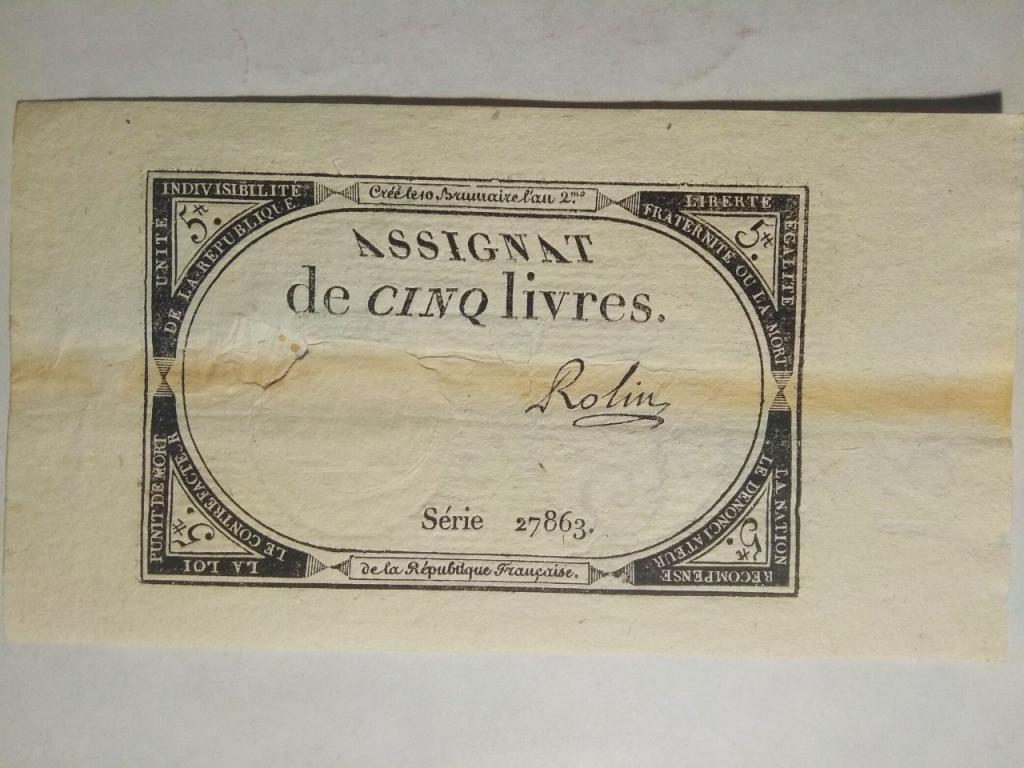 Créé le 10 Brumaire l'an 2.me
UNITE INDIVISIBILITE
DE LA REPUBLIQUE.
5#.
LIBERTE EGALITE
FRATERNITE OU LA MORT
5#.
ASSIGNAT
de CINQ livres.
Rolin
Série 27863.
LA LOI PUNIT DE MORT
LE CONTREFACTE.R
5#.
LA NATION RECOMPENSE
LE DENONCIATEUR
5#.
de la République Française.